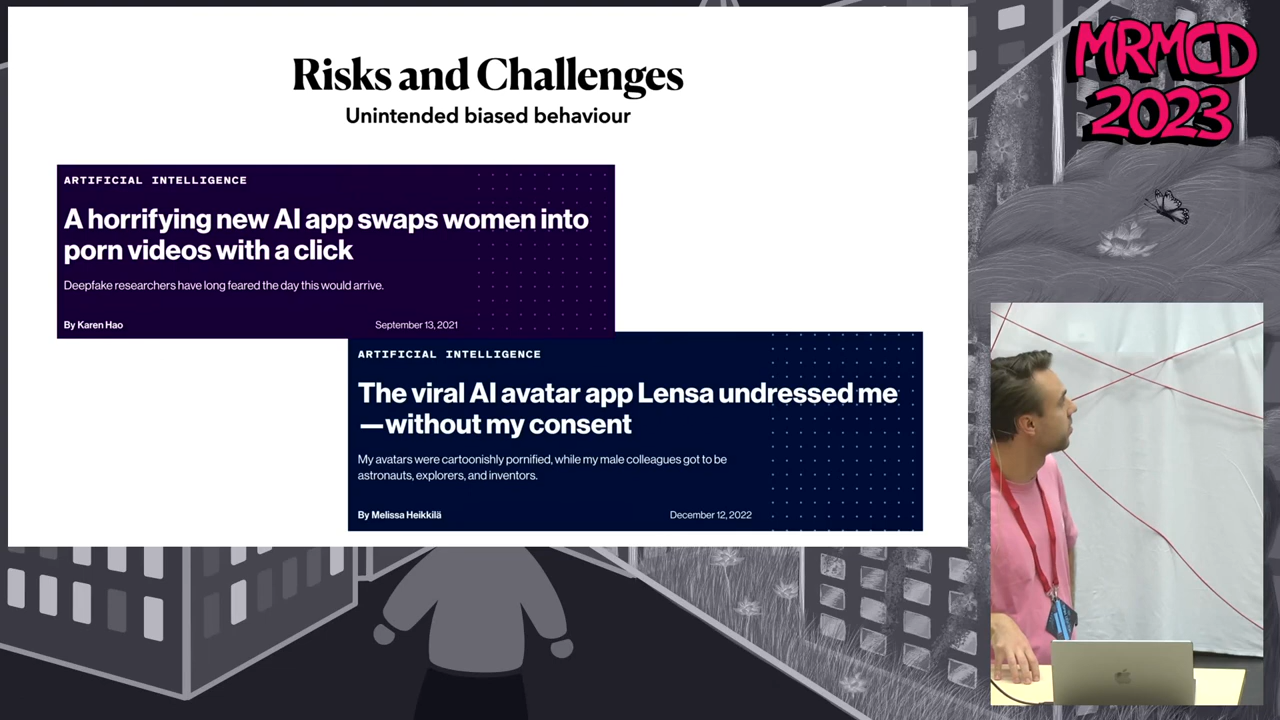 Risks and Challenges
Unintended biased behaviour
ARTIFICIAL INTELLIGENCE
A horrifying new AI app swaps women into
porn videos with a click
Deepfake researchers have long feared the day this would arrive.
By Karen Hao September 13, 2021
ARTIFICIAL INTELLIGENCE
The viral AI avatar app Lensa undressed me
—without my consent
My avatars were cartoonishly pornified, while my male colleagues got to be
astronauts, explorers, and inventors.
By Melissa Heikkilä December 12, 2022
MRMCD
2023